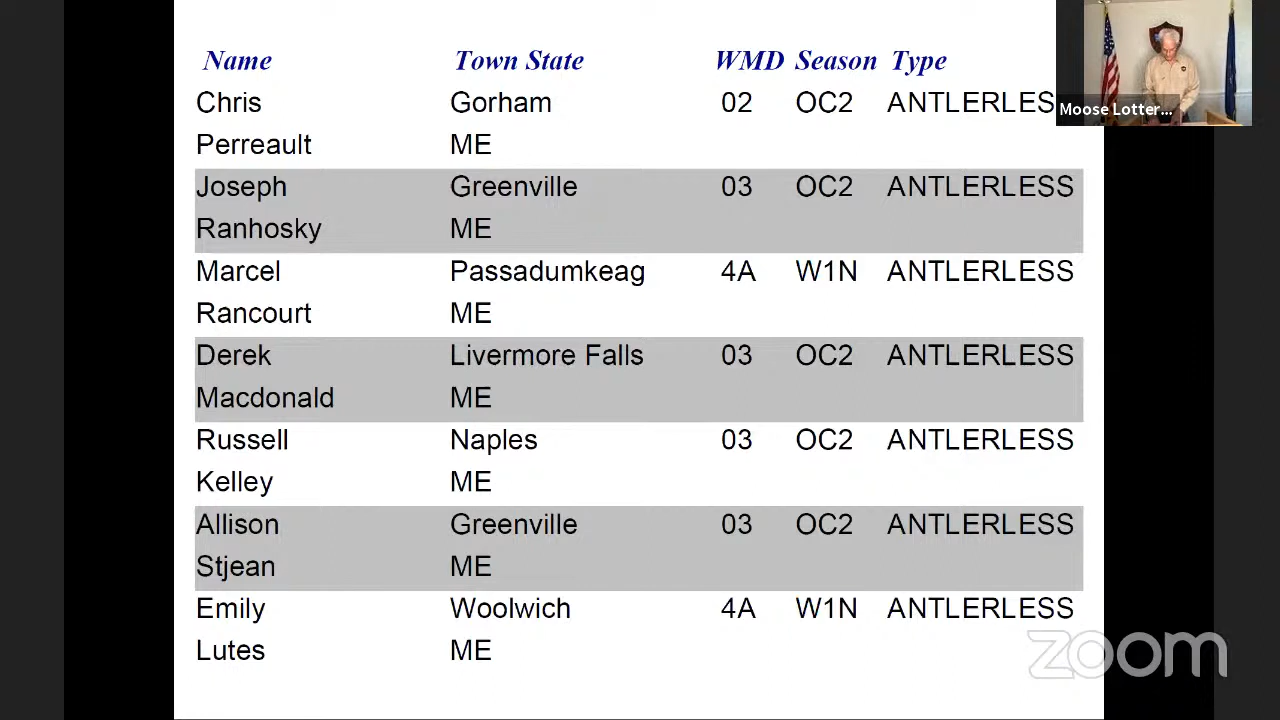 Name Town State WMD Season Type
Chris Gorham 02 OC2 ANTLERLES
Perreault ME
Joseph Greenville 03 OC2 ANTLERLESS
Ranhosky ME
Marcel Passadumkeag 4A W1N ANTLERLESS
Rancourt ME
Derek Livermore Falls 03 OC2 ANTLERLESS
Macdonald ME
Russell Naples 03 OC2 ANTLERLESS
Kelley ME
Allison Greenville 03 OC2 ANTLERLESS
Stjean ME
Emily Woolwich 4A W1N ANTLERLESS
Lutes ME
Moose Lotter...
zoom